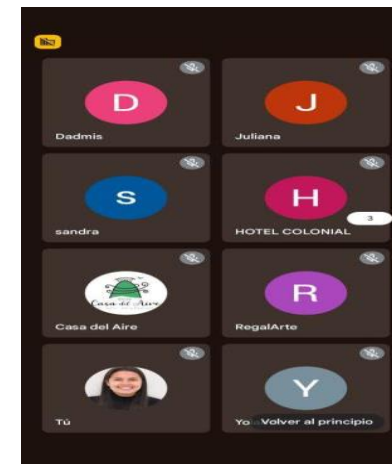 D
J
Dadmis
Juliana
S
H
3
sandra
HOTEL COLONIAL
Casa del Aire
R
Casa del Aire
RegalArte
Y
Tú
Yo
Volver al principio